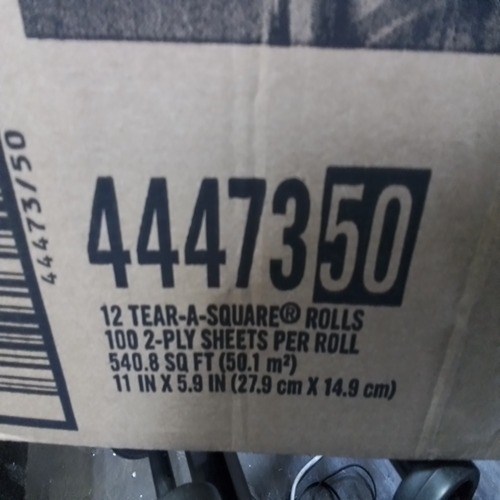 44473/50
4447350
12 TEAR-A-SQUARE® ROLLS
100 2-PLY SHEETS PER ROLL
540.8 SQ FT (50.1 m²)
11 IN X 5.9 IN (27.9 cm X 14.9 cm)